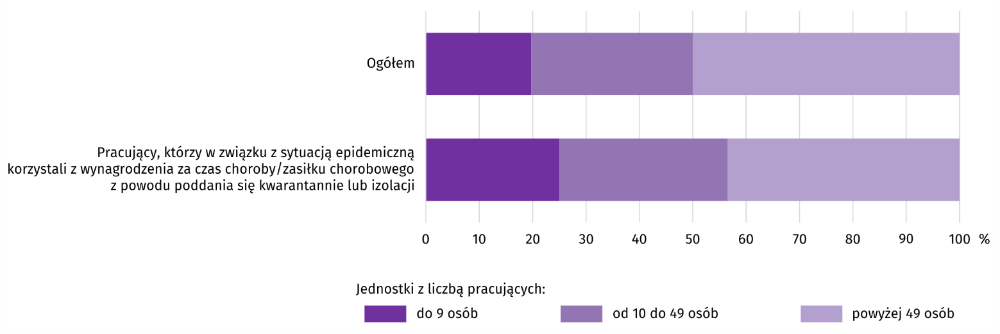 Ogółem
Pracujący, którzy w związku z sytuacją epidemiczną
korzystali z wynagrodzenia za czas choroby/zasiłku chorobowego
z powodu poddania się kwarantannie lub izolacji
0 10 20 30 40 50 60 70 80 90 100 %
Jednostki z liczbą pracujących:
do 9 osób od 10 do 49 osób powyżej 49 osób